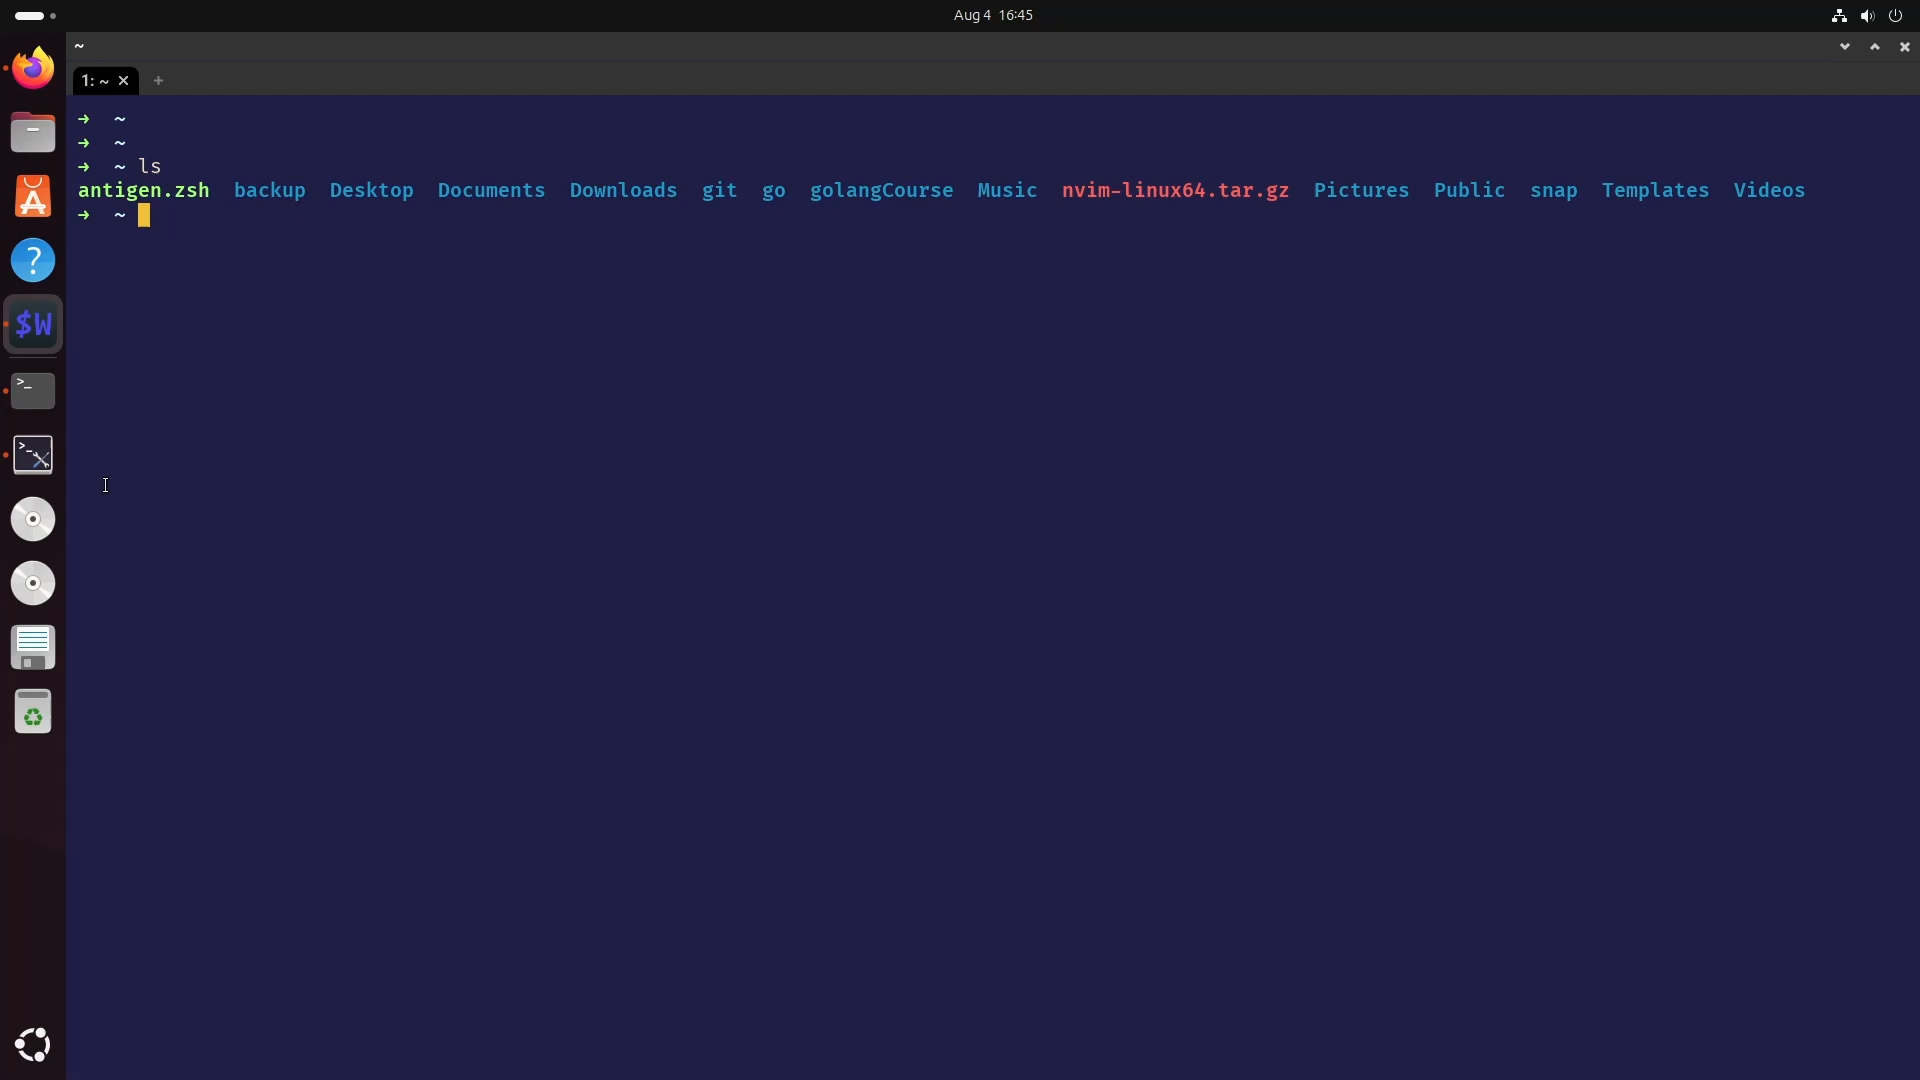 Aug 4 16:45
~
1: ~ × +
→ ~
→ ~
→ ~ ls
antigen.zsh backup Desktop Documents Downloads git go golangCourse Music nvim-linux64.tar.gz Pictures Public snap Templates Videos
→ ~
?
$W
>_
>_